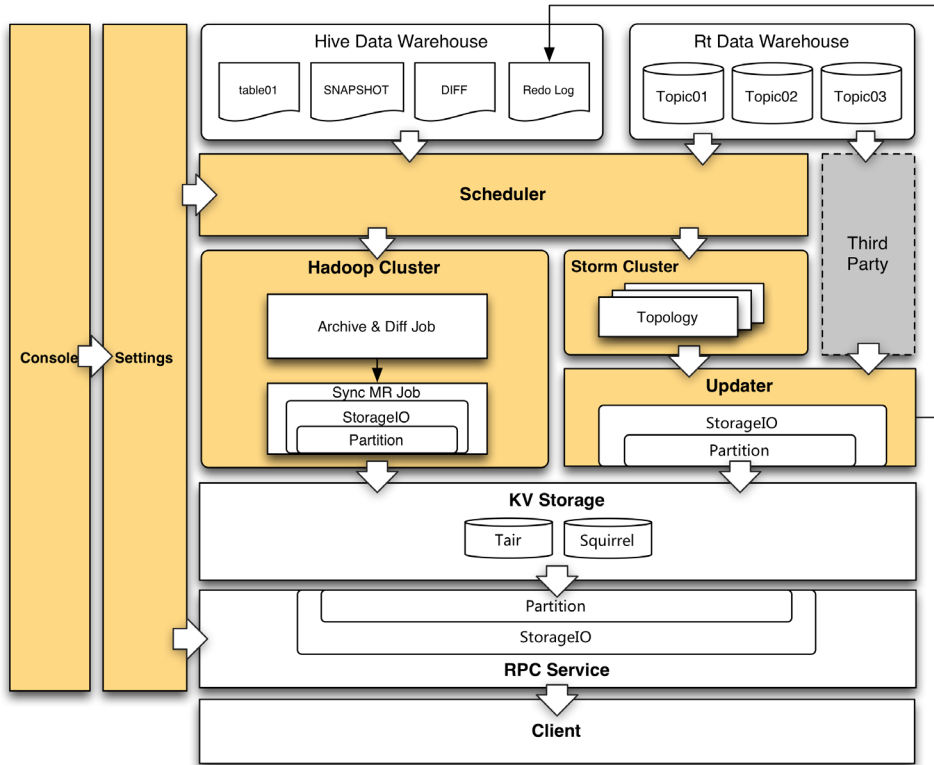 Hive Data Warehouse
table01
SNAPSHOT
DIFF
Redo Log
Rt Data Warehouse
Topic01
Topic02
Topic03
Scheduler
Third
Party
Console
Settings
Hadoop Cluster
Archive & Diff Job
Sync MR Job
StorageIO
Partition
Storm Cluster
Topology
Updater
StorageIO
Partition
KV Storage
Tair
Squirrel
Partition
StorageIO
RPC Service
Client